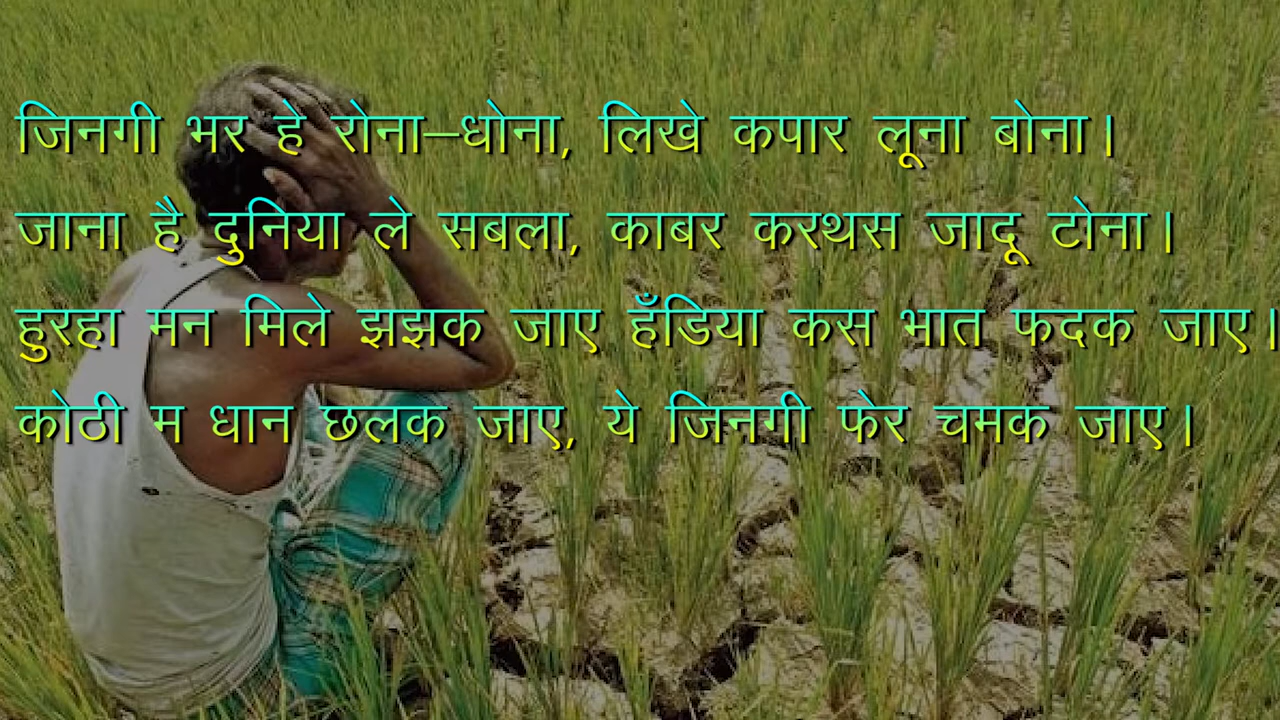 जिनगी भर हे रोना–धोना, लिखे कपार लूना बोना।
जाना है दुनिया ले सबला, काबर करथस जादू टोना।
हुरहा मन मिले झझक जाए हँडिया कस भात फदक जाए।
कोठी म धान छलक जाए, ये जिनगी फेर चमक जाए।